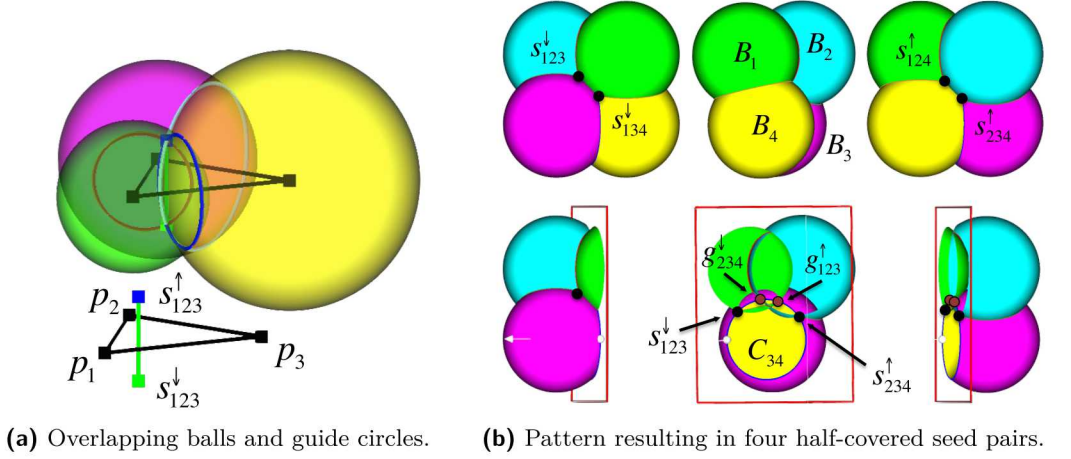 s↑123
p2
p1
p3
s↓123
(a) Overlapping balls and guide circles.
s↓123
s↓134
B1
B2
B4
B3
s↑124
s↑234
g↓234
g↑123
s↓123
C34
s↑234
(b) Pattern resulting in four half-covered seed pairs.